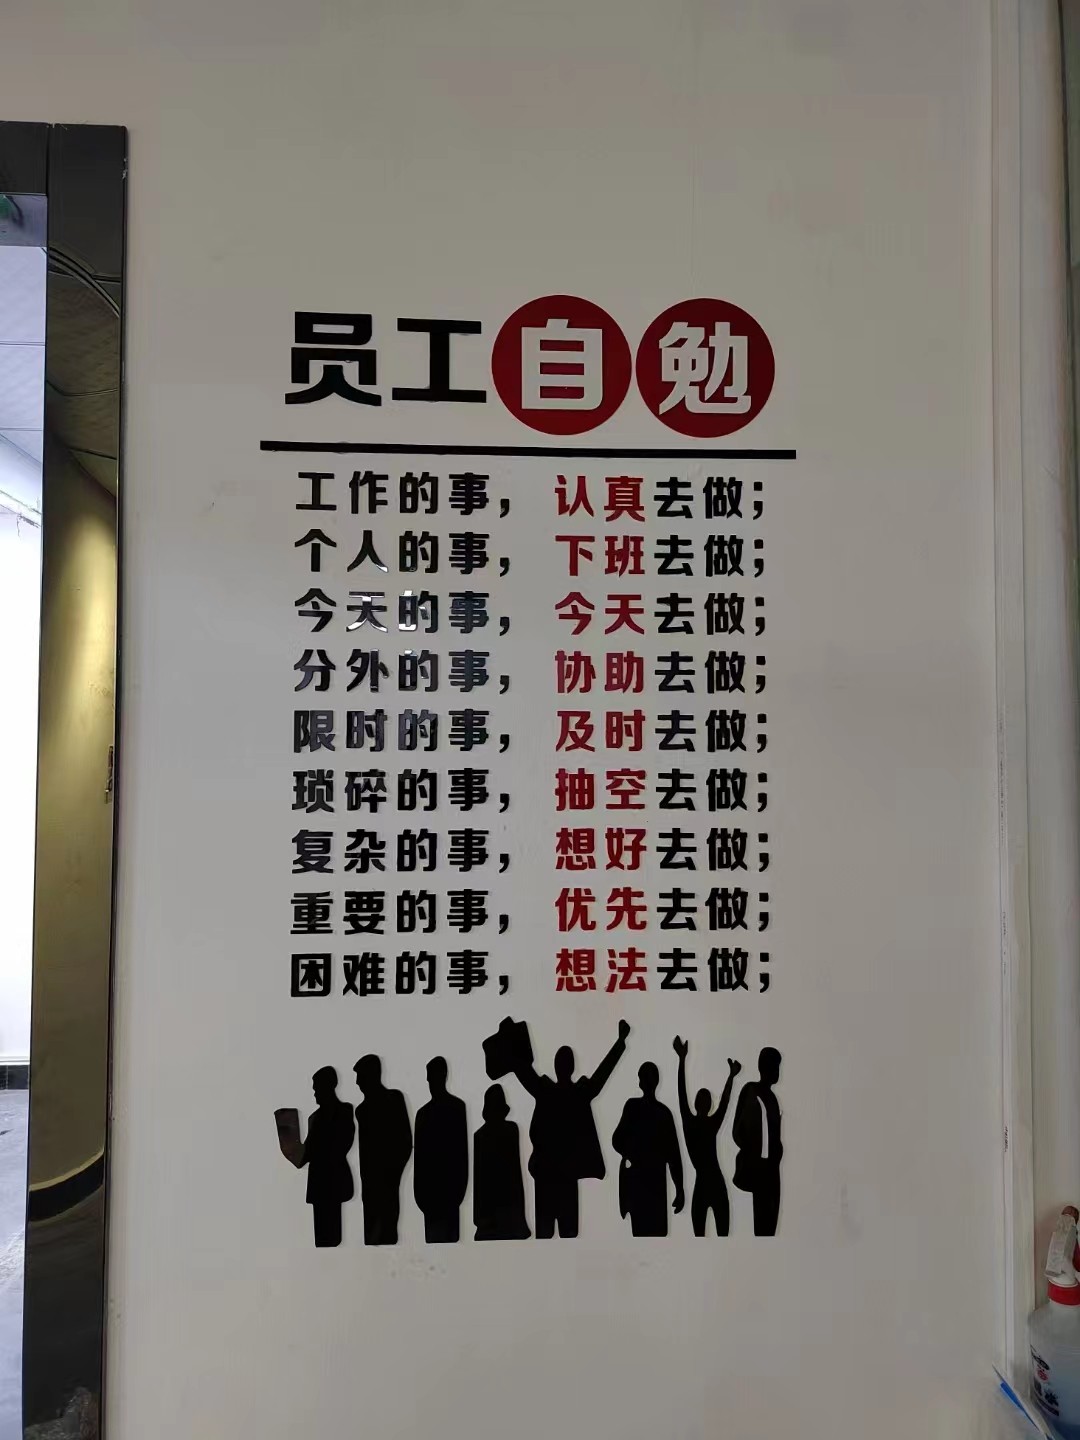 员工自勉
工作的事，认真去做；
个人的事，下班去做；
今天的事，今天去做；
分外的事，协助去做；
限时的事，及时去做；
琐碎的事，抽空去做；
复杂的事，想好去做；
重要的事，优先去做；
困难的事，想法去做；